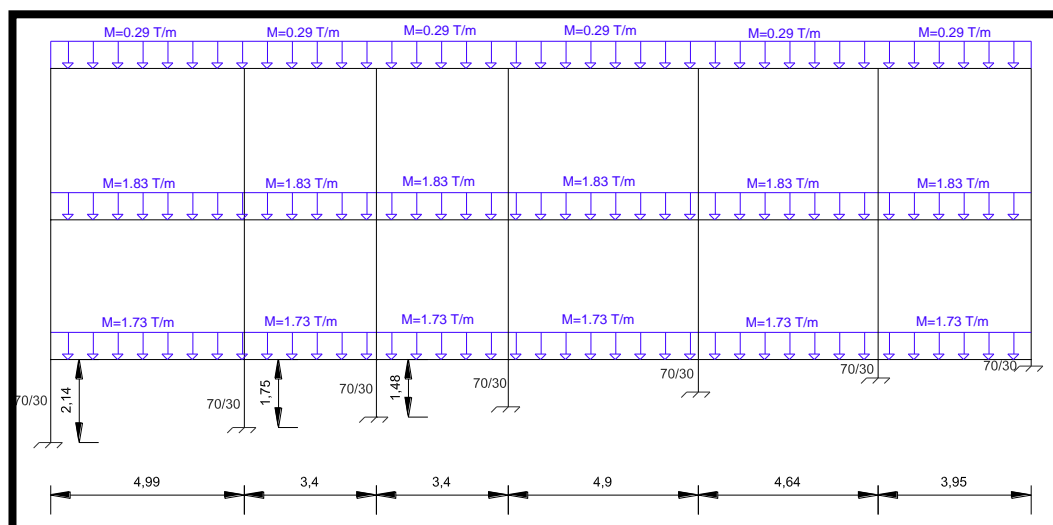 M=0.29 T/m M=0.29 T/m M=0.29 T/m M=0.29 T/m M=0.29 T/m M=0.29 T/m
M=1.83 T/m M=1.83 T/m M=1.83 T/m M=1.83 T/m M=1.83 T/m M=1.83 T/m
M=1.73 T/m M=1.73 T/m M=1.73 T/m M=1.73 T/m M=1.73 T/m M=1.73 T/m
70/30 2,14 70/30 1,75 70/30 1,48 70/30 70/30 70/30 70/30
4,99 3,4 3,4 4,9 4,64 3,95